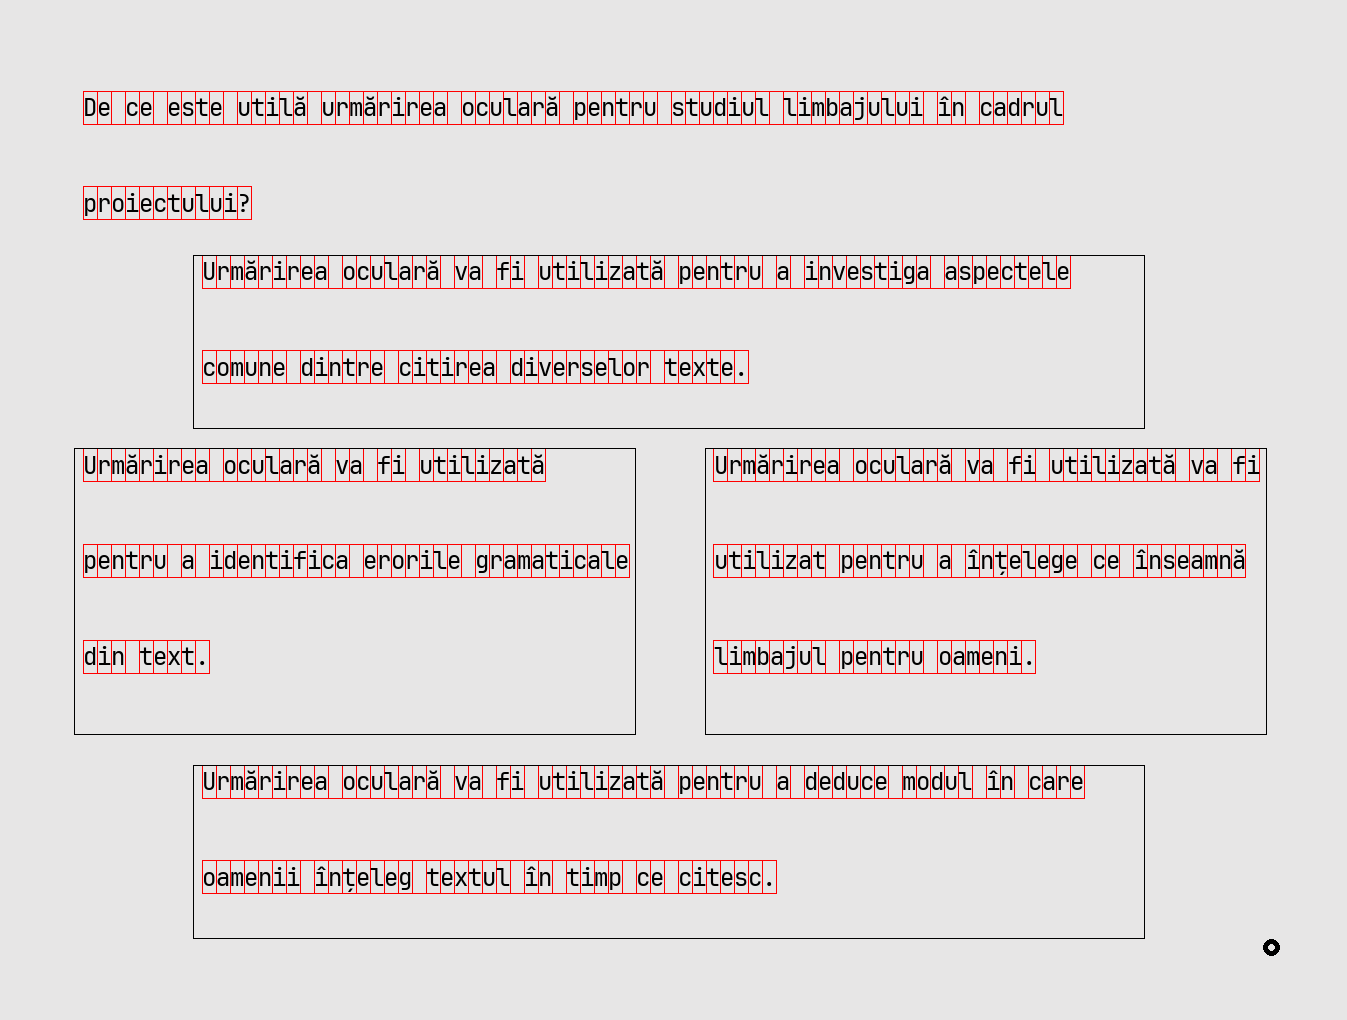 De ce este utilă urmărirea oculară pentru studiul limbajului în cadrul
proiectului?
Urmărirea oculară va fi utilizată pentru a investiga aspectele
comune dintre citirea diverselor texte.
Urmărirea oculară va fi utilizată
pentru a identifica erorile gramaticale
din text.
Urmărirea oculară va fi utilizată va fi
utilizat pentru a înțelege ce înseamnă
limbajul pentru oameni.
Urmărirea oculară va fi utilizată pentru a deduce modul în care
oamenii înțeleg textul în timp ce citesc.